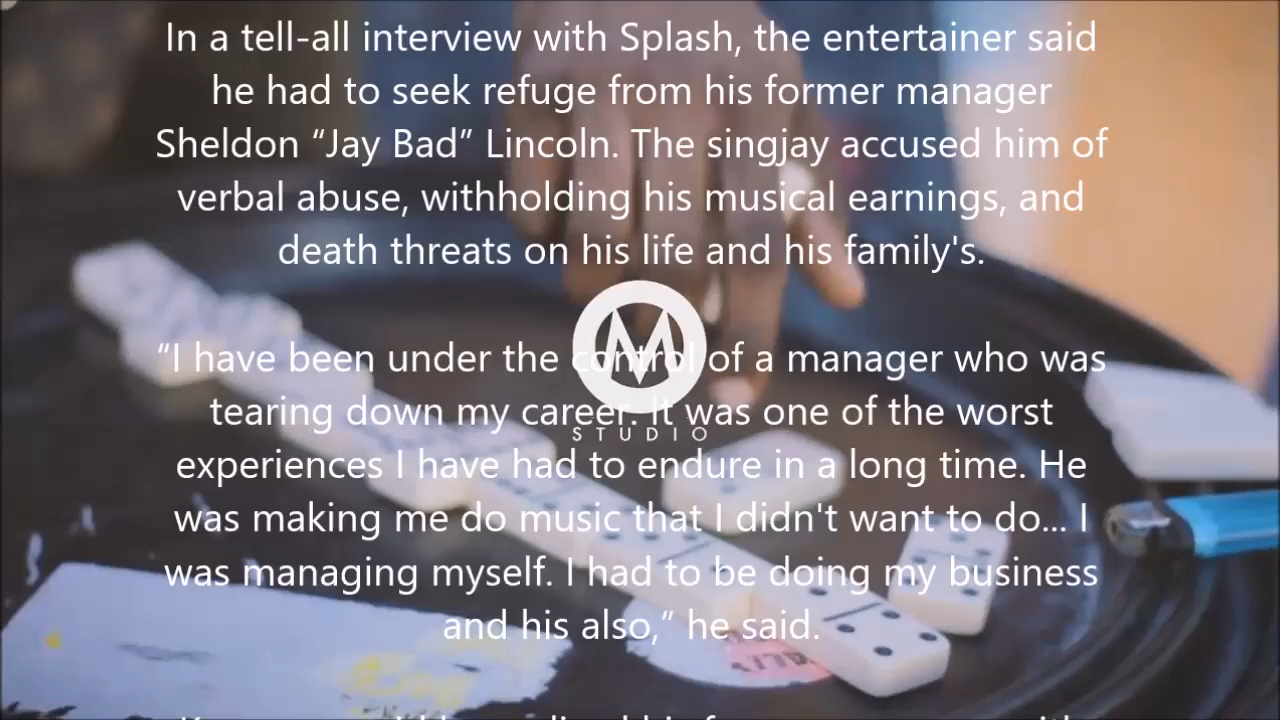 In a tell-all interview with Splash, the entertainer said
he had to seek refuge from his former manager
Sheldon “Jay Bad” Lincoln. The singjay accused him of
verbal abuse, withholding his musical earnings, and
death threats on his life and his family's.
“I have been under the control of a manager who was
tearing down my career. It was one of the worst
STUDIO
experiences I have had to endure in a long time. He
was making me do music that I didn't want to do... I
was managing myself. I had to be doing my business
and his also,” he said.